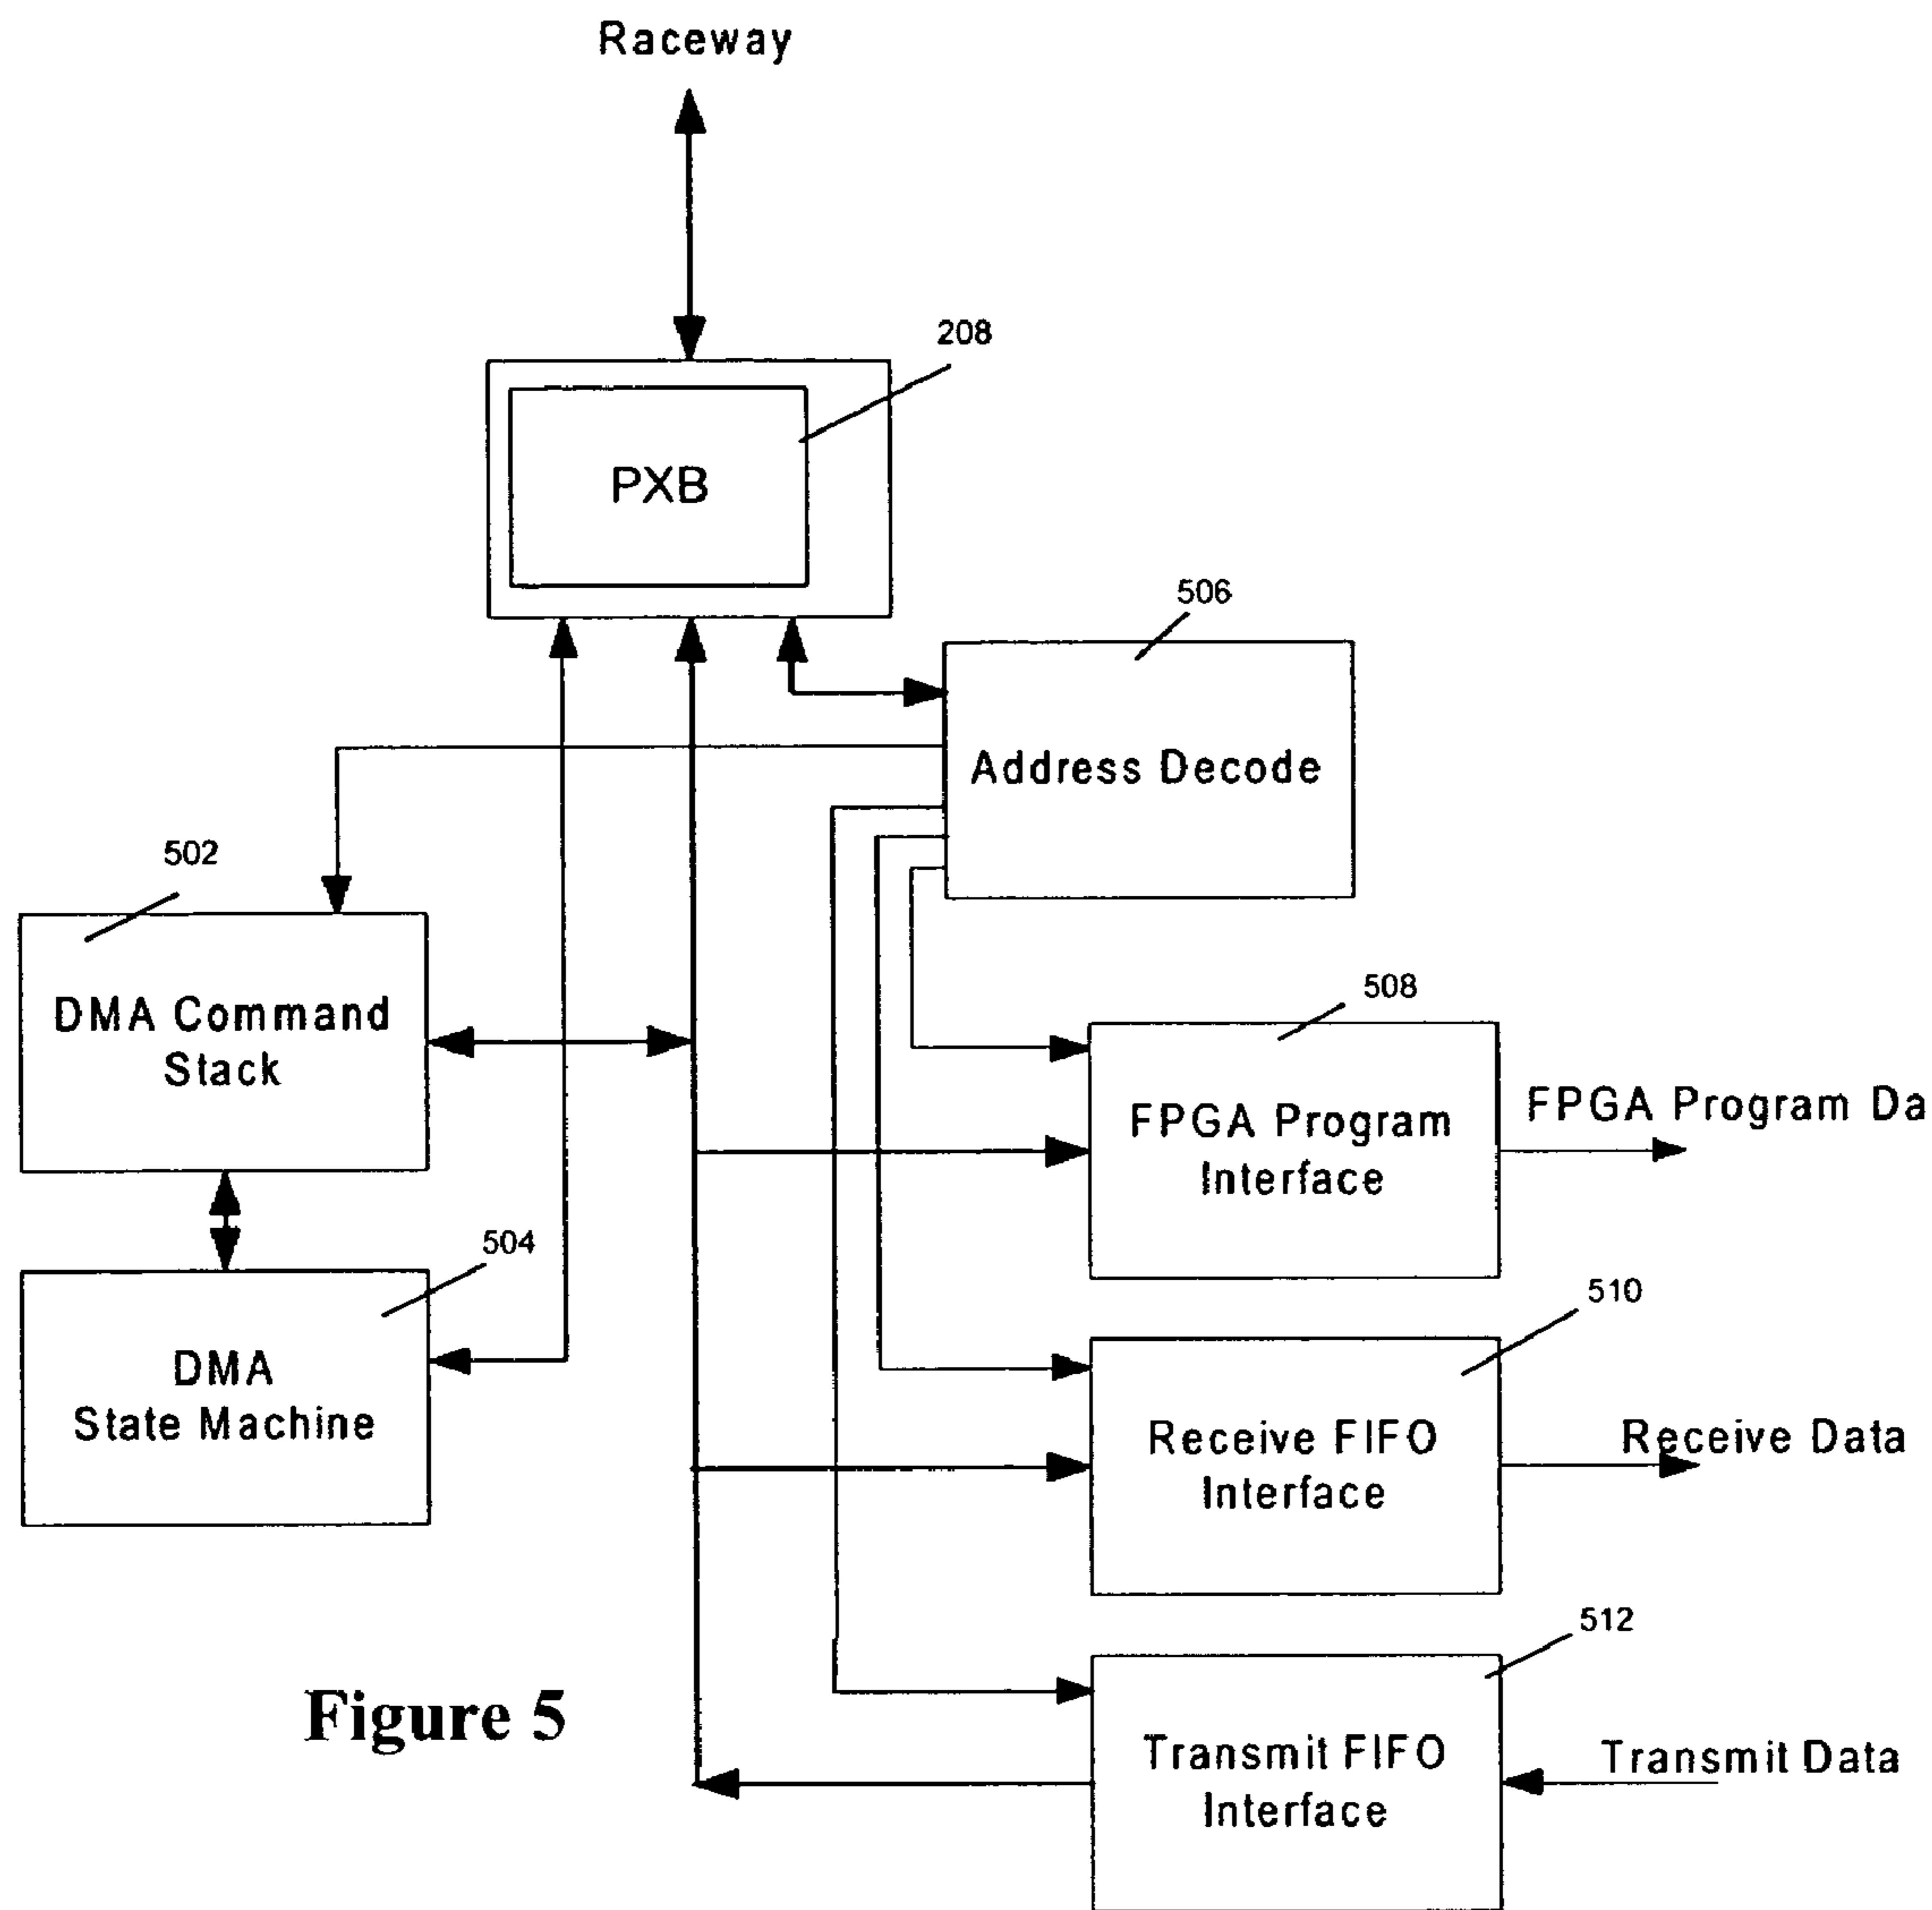 Raceway
208
PXB
506
Address Decode
502
DMA Command
Stack
508
FPGA Program
Interface
FPGA Program Da
504
DMA
State Machine
510
Receive FIFO
Interface
Receive Data
512
Transmit FIFO
Interface
Transmit Data
Figure 5